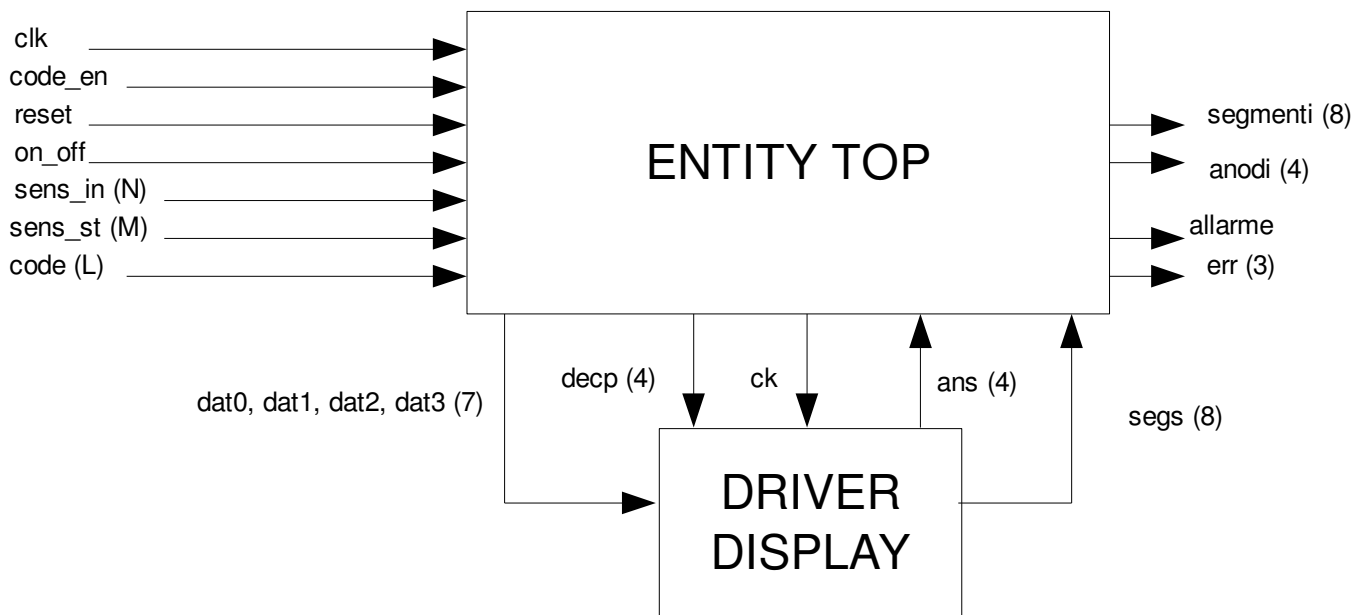 clk
code_en
reset
on_off
sens_in (N)
sens_st (M)
code (L)
ENTITY TOP
segmenti (8)
anodi (4)
allarme
err (3)
dat0, dat1, dat2, dat3 (7)
decp (4)
ck
ans (4)
segs (8)
DRIVER
DISPLAY